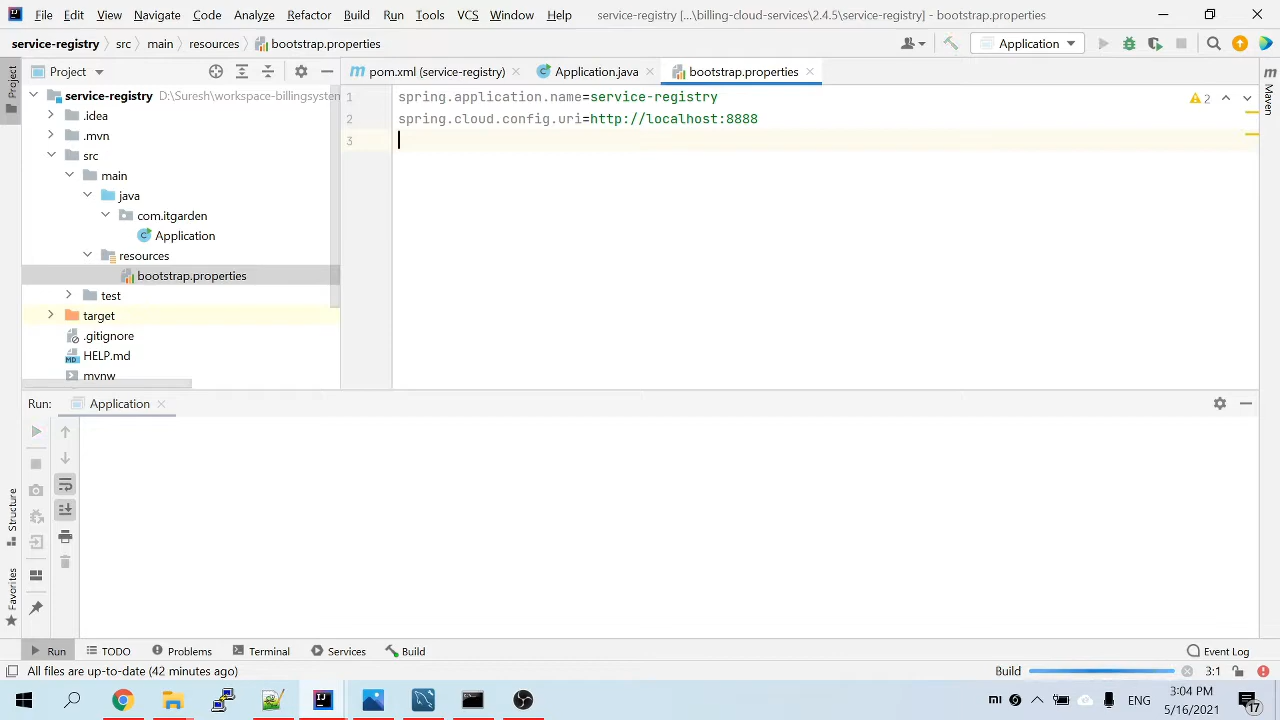 File Edit View Navigate Code Analyze Refactor Build Run Tools VCS Window Help service-registry [...\billing-cloud-services\2.4.5\service-registry] - bootstrap.properties
service-registry src main resources bootstrap.properties Application
Project
Project
pom.xml (service-registry)
Application.java
bootstrap.properties
Maven
service-registry D:\Suresh\workspace-billingsystem
.idea
.mvn
src
main
java
com.itgarden
Application
resources
bootstrap.properties
test
target
.gitignore
HELP.md
mvnw
1 spring.application.name=service-registry
2 spring.cloud.config.uri=http://localhost:8888
3
2
Run: Application
Structure
Favorites
Run TODO Problems Terminal Services Build Event Log
All files are up-to-date (42 minutes ago) Build 3:1
ENG
:04 PM
5/16/2021
17